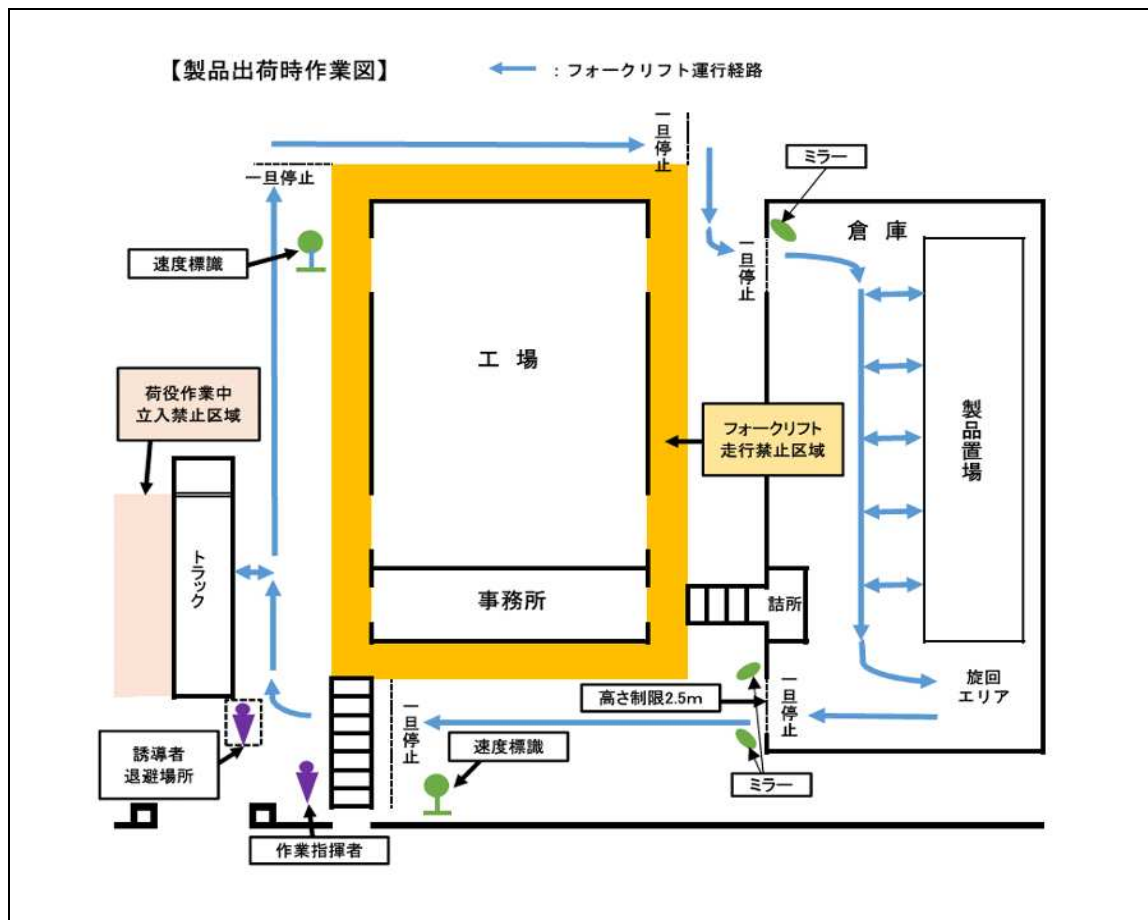 【製品出荷時作業図】
：フォークリフト運行経路
一旦停止
一旦停止
ミラー
倉 庫
速度標識
一旦停止
工 場
荷役作業中
立入禁止区域
フォークリフト
走行禁止区域
製品置場
トラック
事務所
詰所
旋回
エリア
高さ制限2.5m
一旦停止
一旦停止
誘導者
退避場所
速度標識
ミラー
作業指揮者